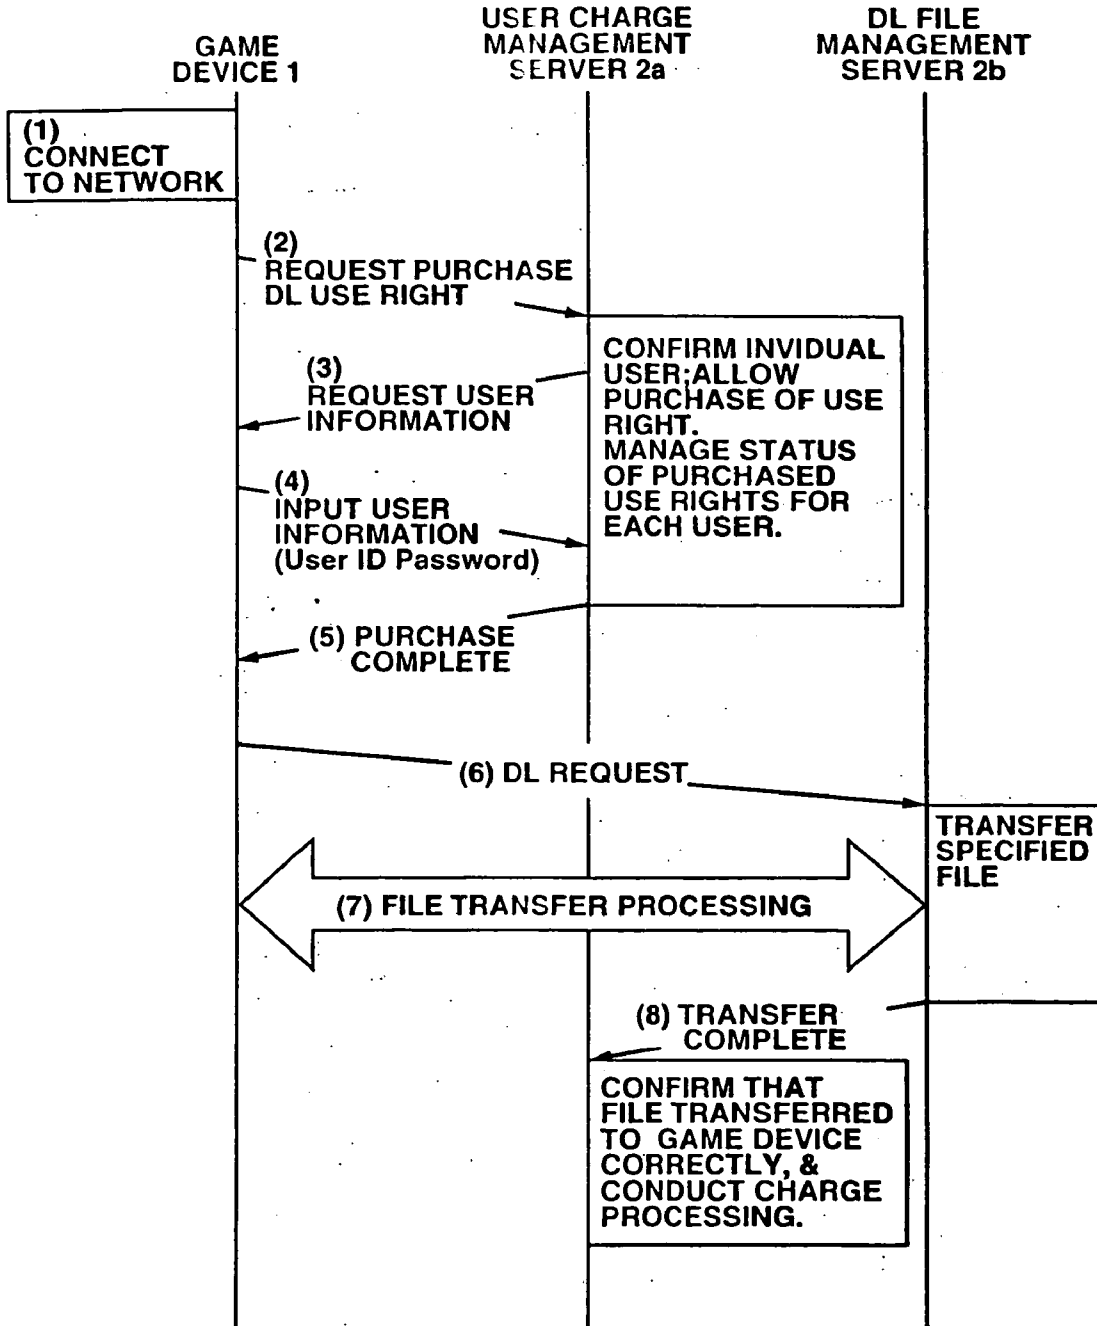 GAME
DEVICE 1
USER CHARGE
MANAGEMENT
SERVER 2a
DL FILE
MANAGEMENT
SERVER 2b
(1)
CONNECT
TO NETWORK
(2)
REQUEST PURCHASE
DL USE RIGHT
CONFIRM INVIDUAL
USER;ALLOW
PURCHASE OF USE
RIGHT.
MANAGE STATUS
OF PURCHASED
USE RIGHTS FOR
EACH USER.
(3)
REQUEST USER
INFORMATION
(4)
INPUT USER
INFORMATION
(User ID Password)
(5) PURCHASE
COMPLETE
(6) DL REQUEST
TRANSFER
SPECIFIED
FILE
(7) FILE TRANSFER PROCESSING
(8) TRANSFER
COMPLETE
CONFIRM THAT
FILE TRANSFERRED
TO GAME DEVICE
CORRECTLY, &
CONDUCT CHARGE
PROCESSING.